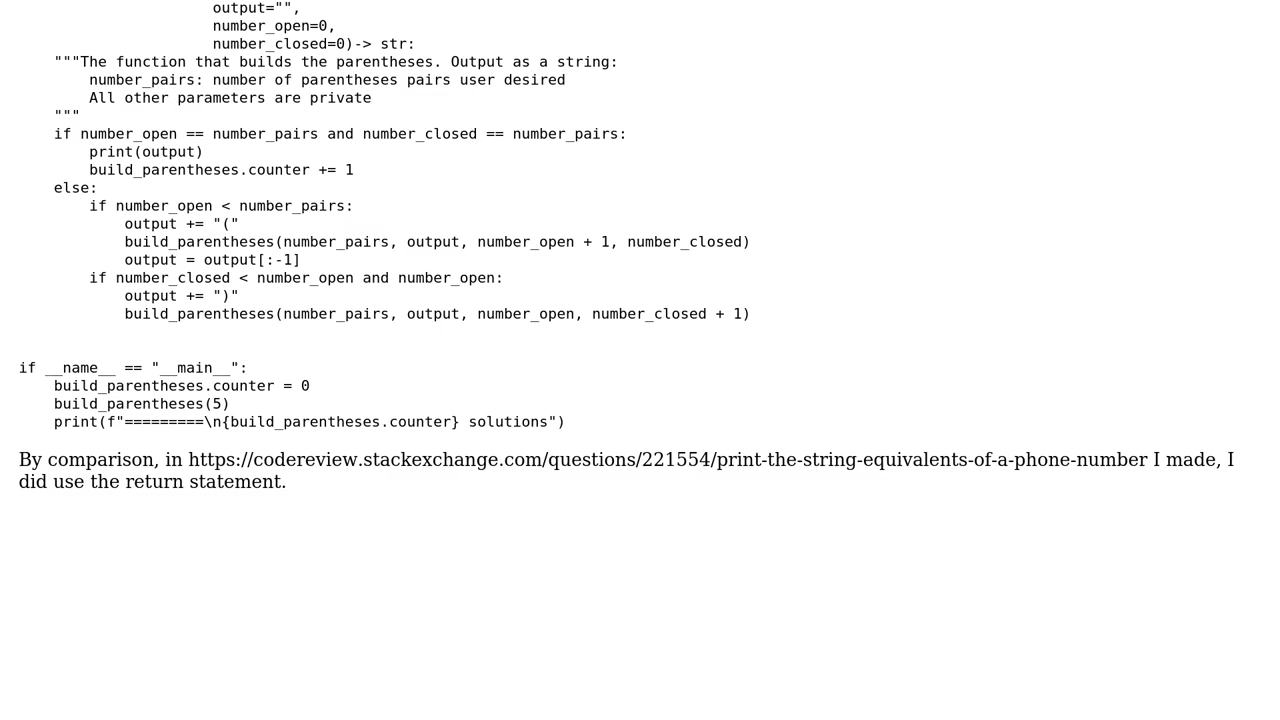 output="",
                      number_open=0,
                      number_closed=0)-> str:
    """The function that builds the parentheses. Output as a string:
        number_pairs: number of parentheses pairs user desired
        All other parameters are private
    """
    if number_open == number_pairs and number_closed == number_pairs:
        print(output)
        build_parentheses.counter += 1
    else:
        if number_open < number_pairs:
            output += "("
            build_parentheses(number_pairs, output, number_open + 1, number_closed)
            output = output[:-1]
        if number_closed < number_open and number_open:
            output += ")"
            build_parentheses(number_pairs, output, number_open, number_closed + 1)
if __name__ == "__main__":
    build_parentheses.counter = 0
    build_parentheses(5)
    print(f"=========\n{build_parentheses.counter} solutions")
By comparison, in https://codereview.stackexchange.com/questions/221554/print-the-string-equivalents-of-a-phone-number I made, I
did use the return statement.